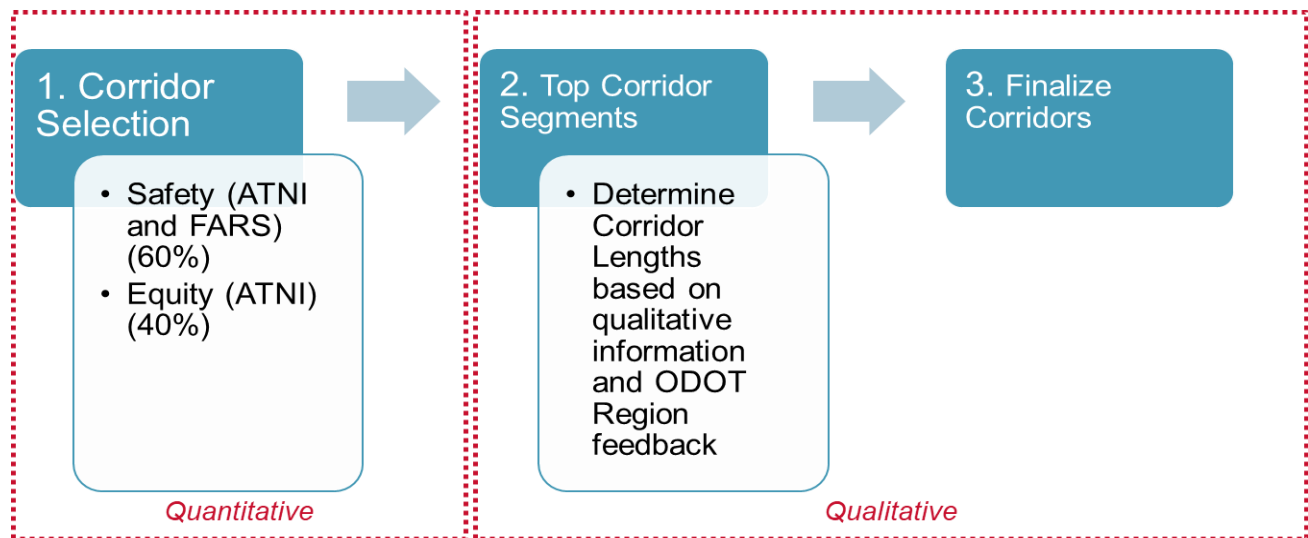 1. Corridor
Selection
• Safety (ATNI
and FARS)
(60%)
• Equity (ATNI)
(40%)
Quantitative
2. Top Corridor
Segments
• Determine
Corridor
Lengths
based on
qualitative
information
and ODOT
Region
feedback
3. Finalize
Corridors
Qualitative